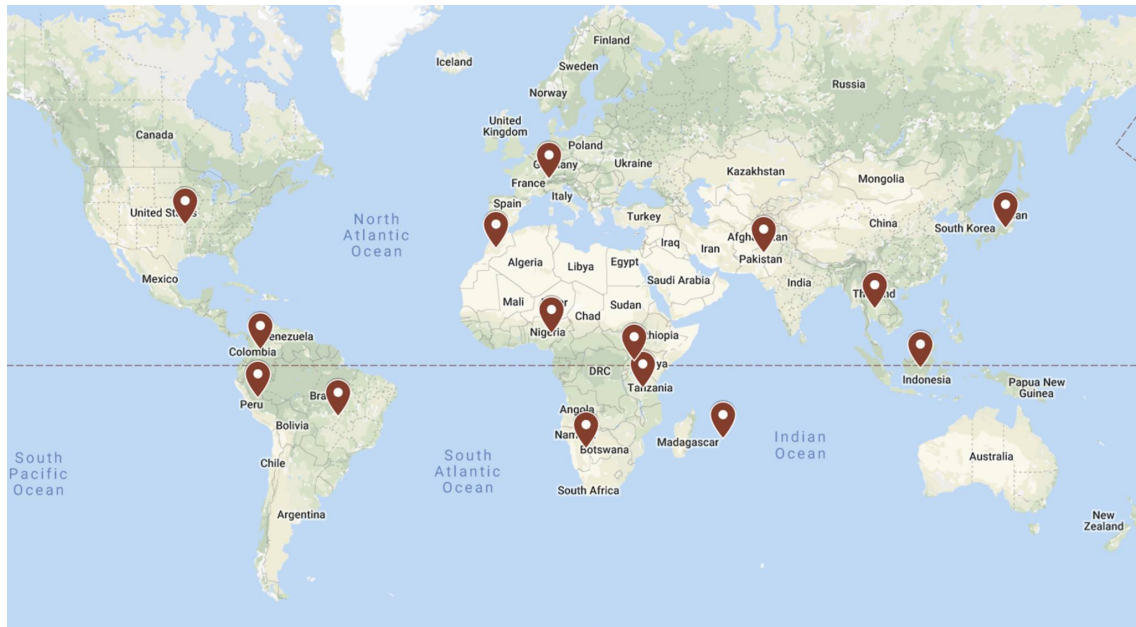 Iceland
Finland
Sweden
Norway
Russia
Canada
United
Kingdom
Poland
Ukraine
Kazakhstan
Mongolia
France
Italy
Spain
Turkey
United
North
Atlantic
Ocean
China
South Korea
Iraq
Iran
Pakistan
Algeria
Libya
Egypt
Saudi Arabia
India
Mexico
Mali
Chad
Sudan
Nigeria
Colombia
DRC
Tanzania
Indonesia
Papua New
Guinea
Peru
Bolivia
Angola
Botswana
Madagascar
Indian
Ocean
South
Pacific
Ocean
South
Atlantic
Ocean
Chile
Australia
South Africa
Argentina
New
Zealand